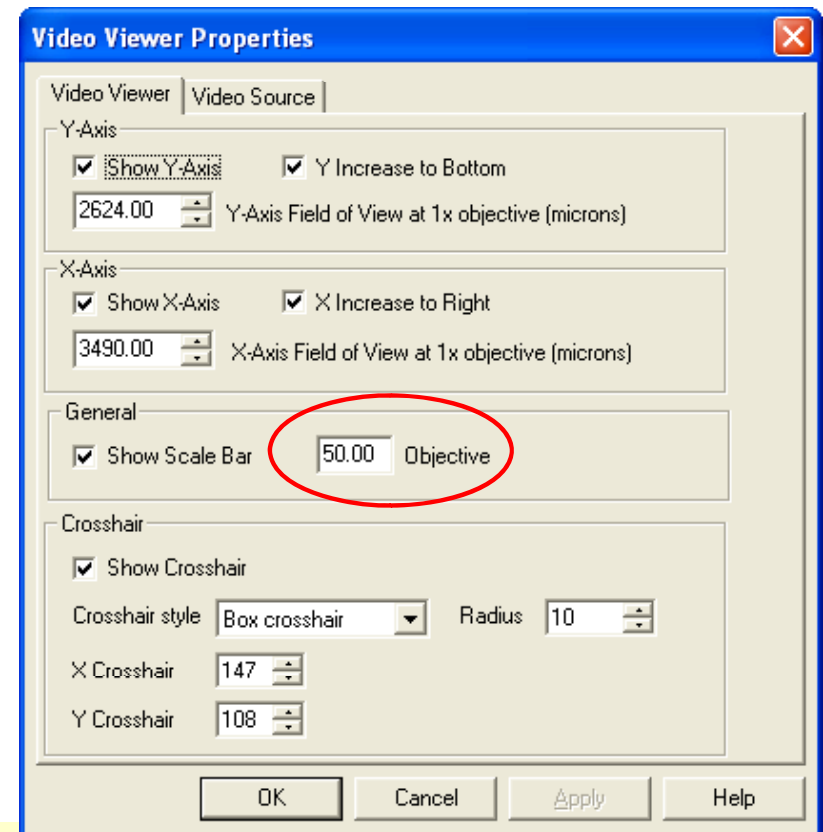 Video Viewer Properties
Video Viewer Video Source
Y-Axis
Show Y-Axis Y Increase to Bottom
2624.00 Y-Axis Field of View at 1x objective (microns)
X-Axis
Show X-Axis X Increase to Right
3490.00 X-Axis Field of View at 1x objective (microns)
General
Show Scale Bar 50.00 Objective
Crosshair
Show Crosshair
Crosshair style Box crosshair Radius 10
X Crosshair 147
Y Crosshair 108
OK Cancel Apply Help